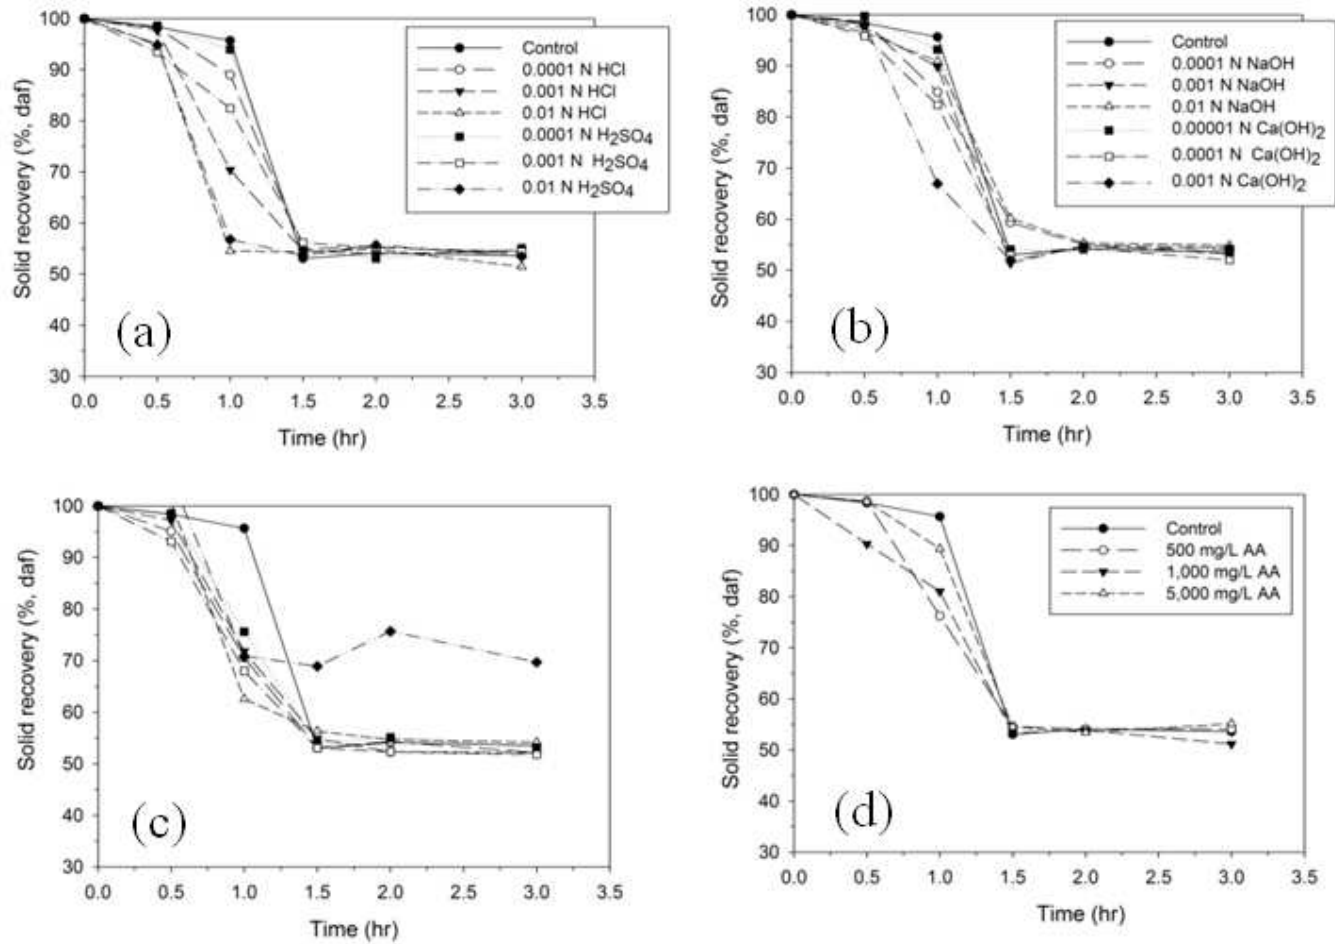 Solid recovery (%, daf)
100
90
80
70
60
50
40
30
0.0 0.5 1.0 1.5 2.0 2.5 3.0 3.5
Time (hr)
(a)
Control
0.0001 N HCl
0.001 N HCl
0.01 N HCl
0.0001 N H₂SO₄
0.001 N H₂SO₄
0.01 N H₂SO₄
Solid recovery (%, daf)
100
90
80
70
60
50
40
30
0.0 0.5 1.0 1.5 2.0 2.5 3.0 3.5
Time (hr)
(b)
Control
0.0001 N NaOH
0.001 N NaOH
0.01 N NaOH
0.00001 N Ca(OH)₂
0.0001 N Ca(OH)₂
0.001 N Ca(OH)₂
Solid recovery (%, daf)
100
90
80
70
60
50
40
30
0.0 0.5 1.0 1.5 2.0 2.5 3.0 3.5
Time (hr)
(c)
Solid recovery (%, daf)
100
90
80
70
60
50
40
30
0.0 0.5 1.0 1.5 2.0 2.5 3.0 3.5
Time (hr)
(d)
Control
500 mg/L AA
1,000 mg/L AA
5,000 mg/L AA